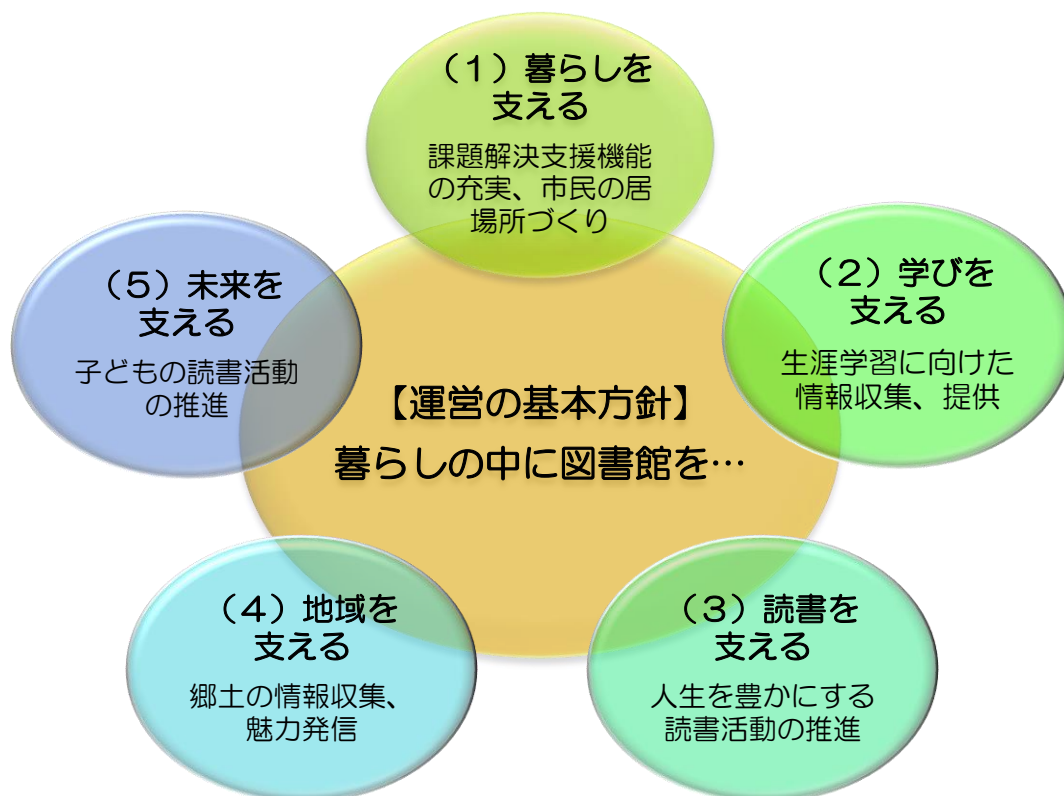 （１）暮らしを
支える
課題解決支援機能
の充実、市民の居
場所づくり
（２）学びを
支える
生涯学習に向けた
情報収集、提供
（３）読書を
支える
人生を豊かにする
読書活動の推進
（４）地域を
支える
郷土の情報収集、
魅力発信
（５）未来を
支える
子どもの読書活動
の推進
【運営の基本方針】
暮らしの中に図書館を…